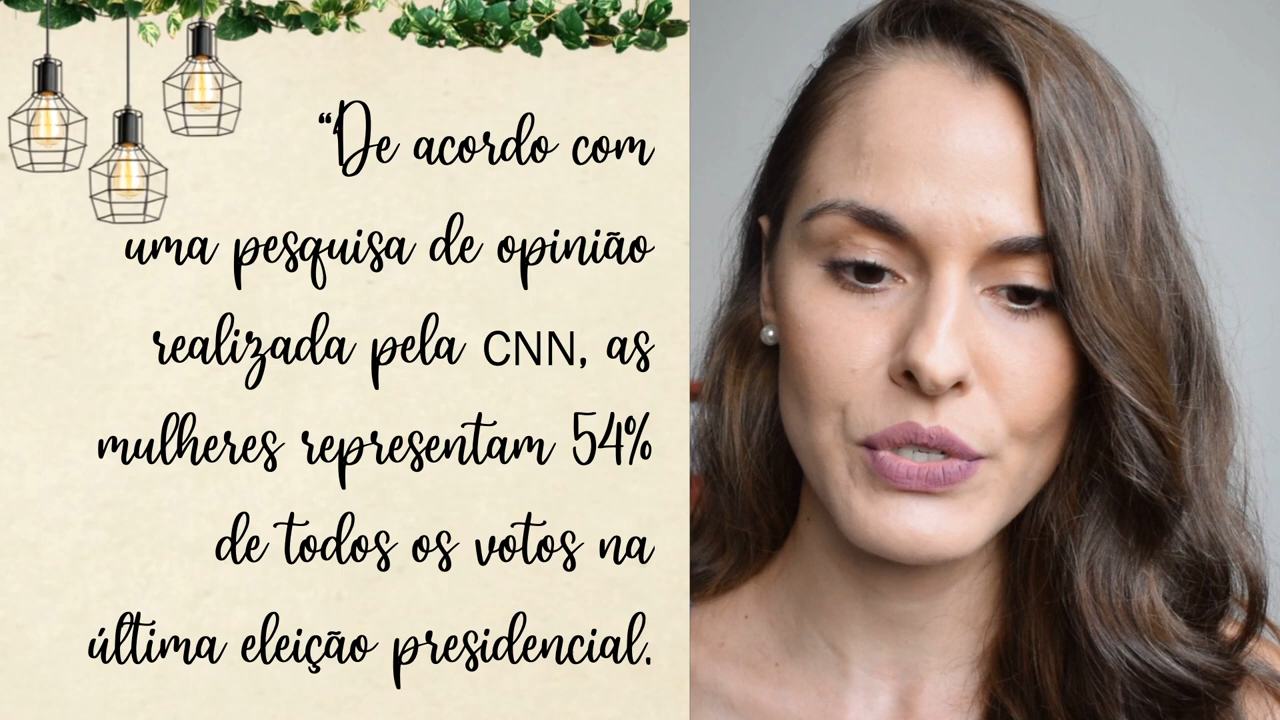 “De acordo com
uma pesquisa de opinião
realizada pela CNN, as
mulheres representam 54%
de todos os votos na
última eleição presidencial.